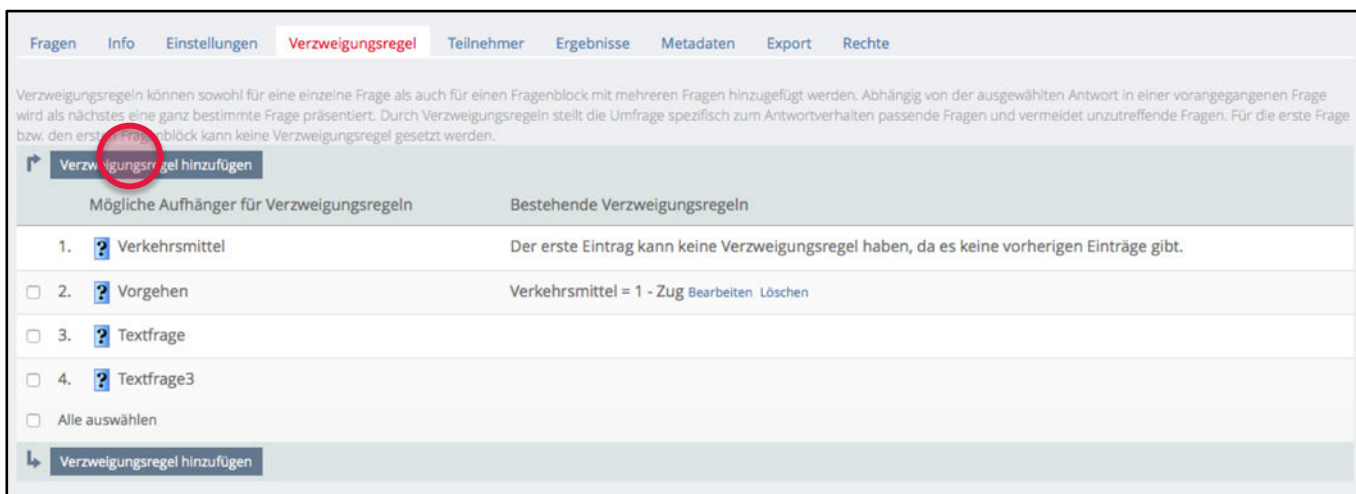 Fragen Info Einstellungen Verzweigungsregel Teilnehmer Ergebnisse Metadaten Export Rechte
Verzweigungsregeln können sowohl für eine einzelne Frage als auch für einen Fragenblock mit mehreren Fragen hinzugefügt werden. Abhängig von der ausgewählten Antwort in einer vorangegangenen Frage
wird als nächstes eine ganz bestimmte Frage präsentiert. Durch Verzweigungsregeln stellt die Umfrage spezifisch zum Antwortverhalten passende Fragen und vermeidet unzutreffende Fragen. Für die erste Frage
bzw. den ersten Fragenblöck kann keine Verzweigungsregel gesetzt werden.
Verzweigungsregel hinzufügen
Mögliche Aufhänger für Verzweigungsregeln Bestehende Verzweigungsregeln
1. ? Verkehrsmittel Der erste Eintrag kann keine Verzweigungsregel haben, da es keine vorherigen Einträge gibt.
2. ? Vorgehen Verkehrsmittel = 1 - Zug Bearbeiten Löschen
3. ? Textfrage
4. ? Textfrage3
Alle auswählen
Verzweigungsregel hinzufügen